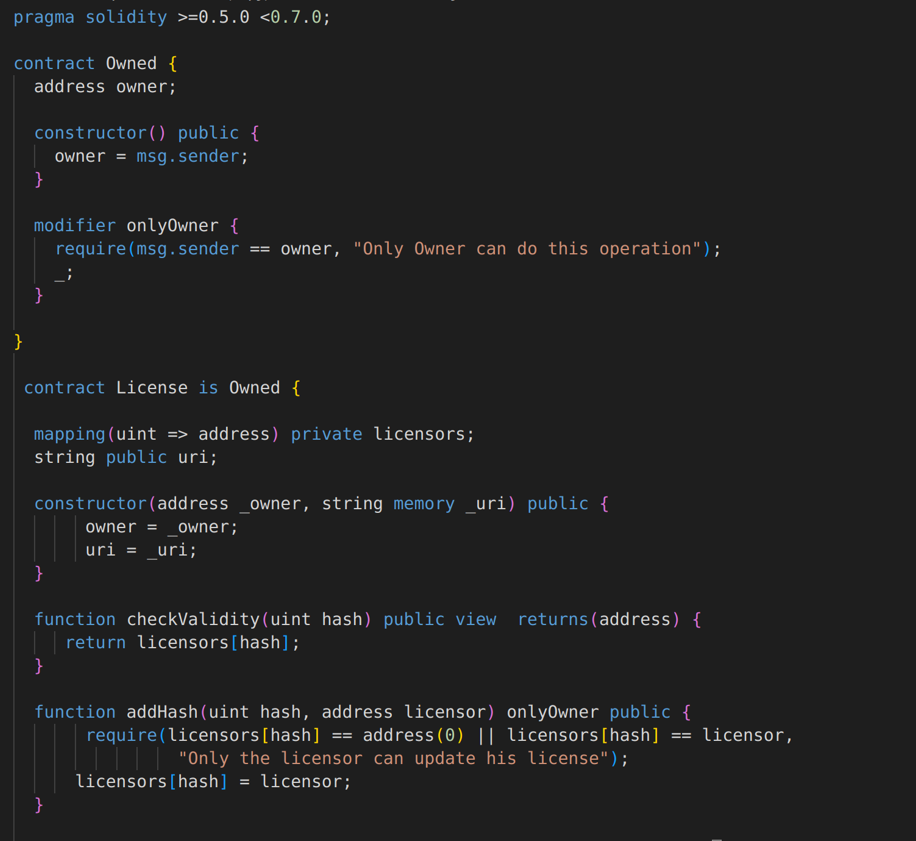 pragma solidity >=0.5.0 <0.7.0;
contract Owned {
address owner;
constructor() public {
owner = msg.sender;
}
modifier onlyOwner {
require(msg.sender == owner, "Only Owner can do this operation");
_;
}
}
contract License is Owned {
mapping(uint => address) private licensors;
string public uri;
constructor(address _owner, string memory _uri) public {
owner = _owner;
uri = _uri;
}
function checkValidity(uint hash) public view  returns(address) {
return licensors[hash];
}
function addHash(uint hash, address licensor) onlyOwner public {
require(licensors[hash] == address(0) || licensors[hash] == licensor,
"Only the licensor can update his license");
licensors[hash] = licensor;
}